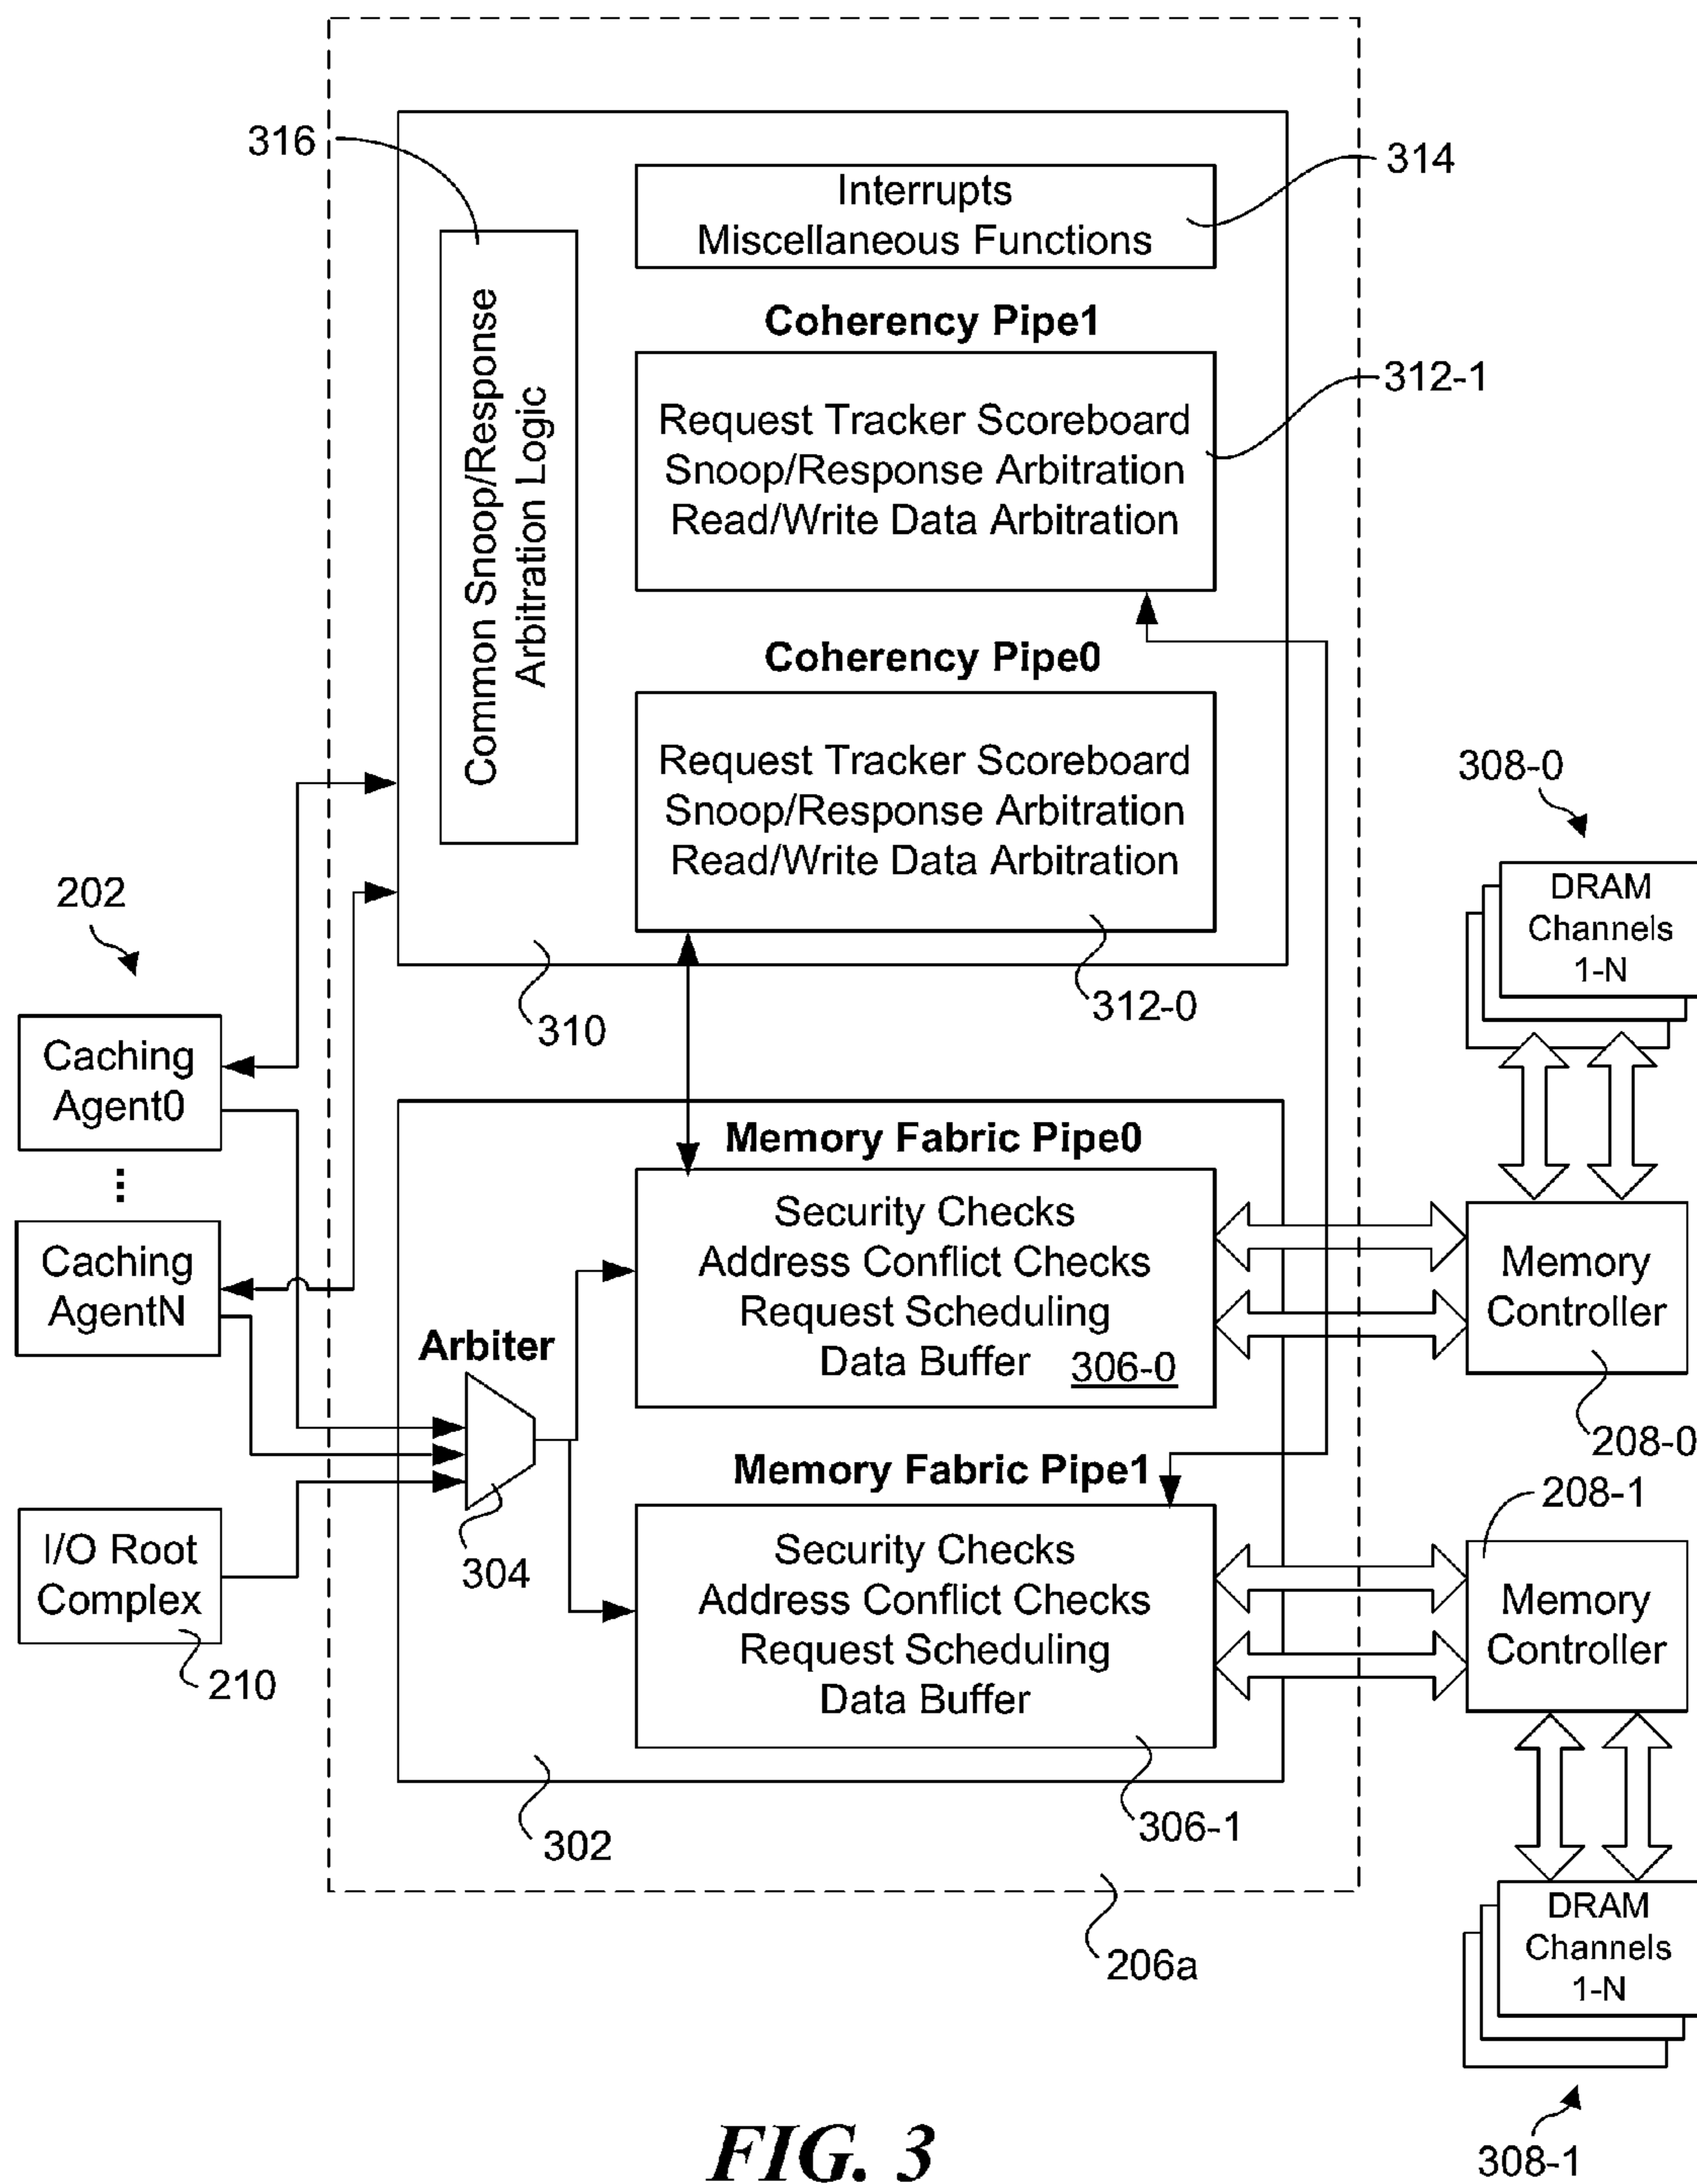 316
314
Interrupts
Miscellaneous Functions
Common Snoop/Response
Arbitration Logic
Coherency Pipe1
312-1
Request Tracker Scoreboard
Snoop/Response Arbitration
Read/Write Data Arbitration
Coherency Pipe0
Request Tracker Scoreboard
Snoop/Response Arbitration
Read/Write Data Arbitration
312-0
310
308-0
DRAM
Channels
1-N
202
Caching
Agent0
...
Caching
AgentN
I/O Root
Complex
210
Arbiter
304
Memory Fabric Pipe0
Security Checks
Address Conflict Checks
Request Scheduling
Data Buffer 306-0
Memory
Controller
208-0
Memory Fabric Pipe1
Security Checks
Address Conflict Checks
Request Scheduling
Data Buffer
306-1
302
208-1
Memory
Controller
206a
DRAM
Channels
1-N
308-1
FIG. 3